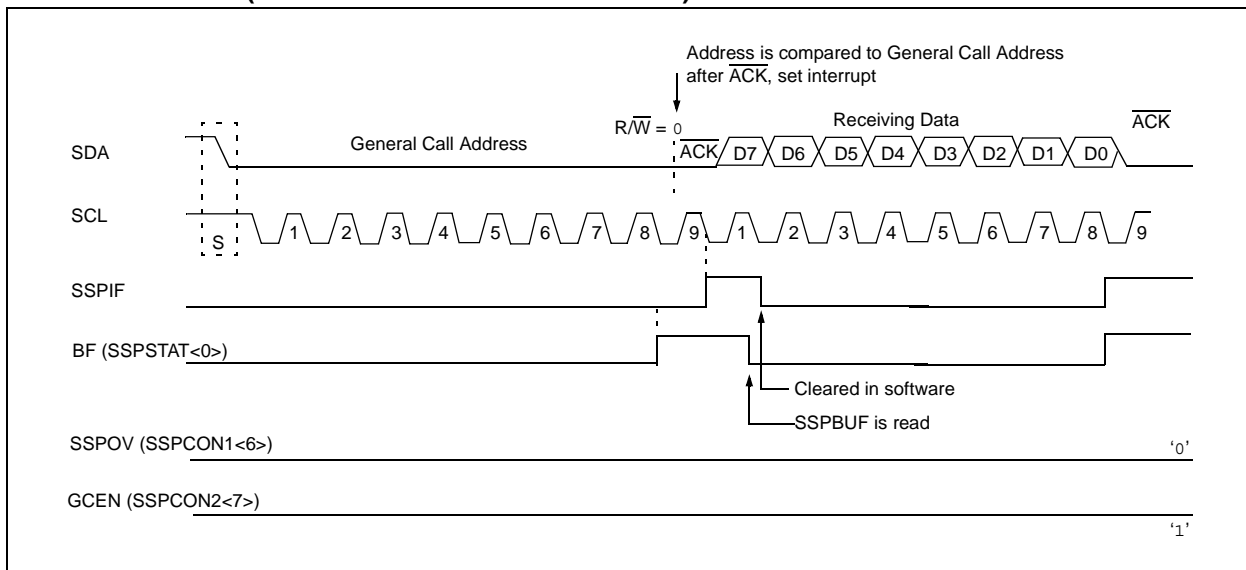 Address is compared to General Call Address
after ACK, set interrupt
R/W = 0
Receiving Data
ACK
General Call Address
SDA
ACK
D7 D6 D5 D4 D3 D2 D1 D0
SCL
S
1 2 3 4 5 6 7 8 9 1 2 3 4 5 6 7 8 9
SSPIF
BF (SSPSTAT<0>)
Cleared in software
SSPBUF is read
SSPOV (SSPCON1<6>)
‘0’
GCEN (SSPCON2<7>)
‘1’